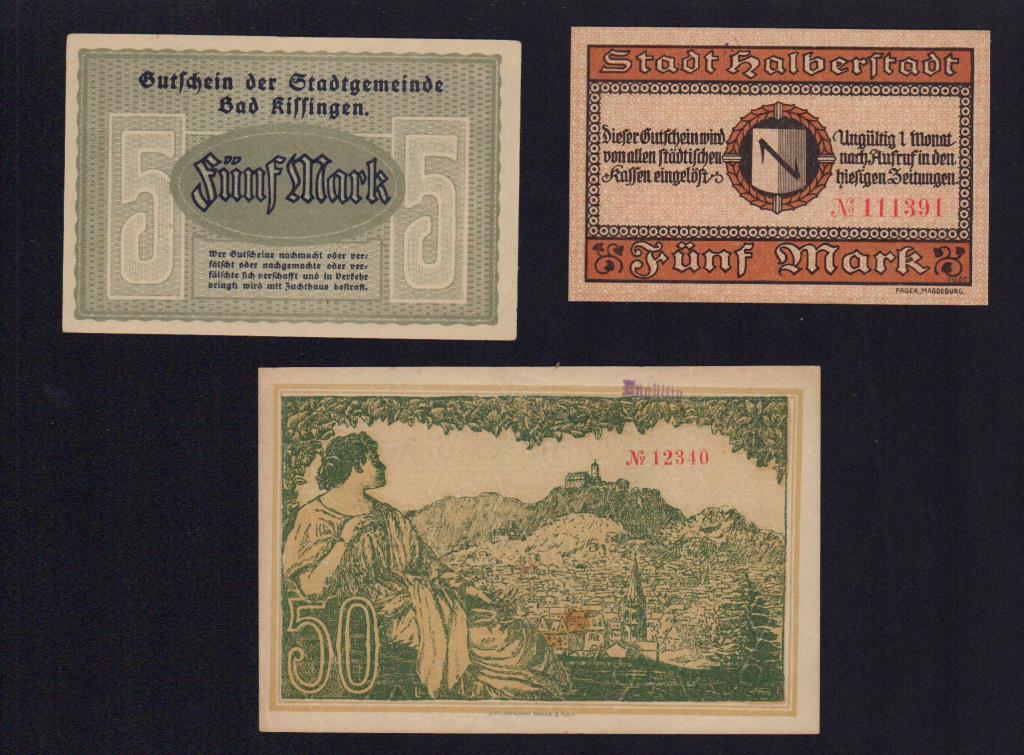 Gutschein der Stadtgemeinde
Bad Kissingen.
5
5
Fünf Mark
Wer Gutscheine nachmacht oder ver-
fälscht oder nachgemachte oder ver-
fälschte sich verschafft und in Verkehr
bringt, wird mit Zuchthaus bestraft.
Stadt Halberstadt
Dieser Gutschein wird
von allen städtischen
Kassen eingelöst
Ungültig 1 Monat
nach Aufruf in den
hiesigen Zeitungen.
№ 111391
Fünf Mark
FABER, MAGDEBURG.
Ungültig
№ 12340
50